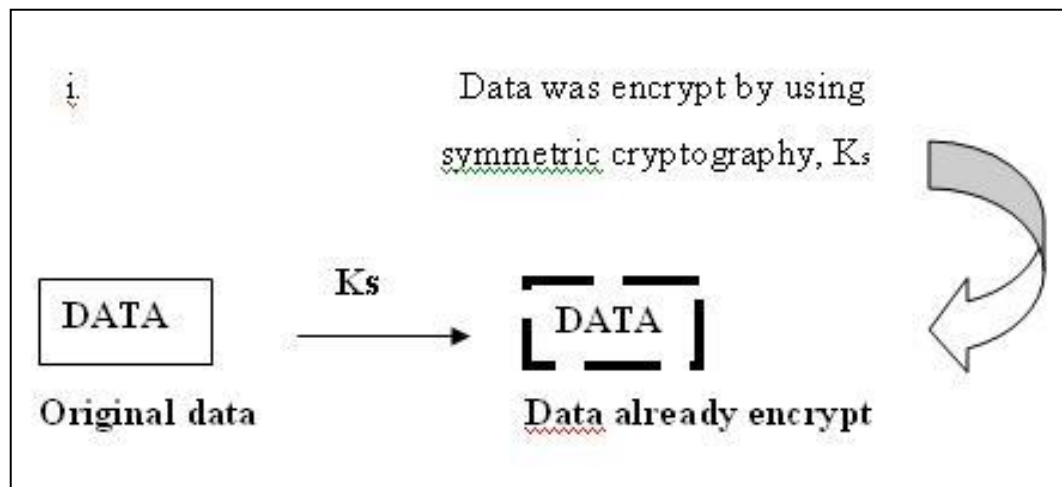 i.
Data was encrypt by using
symmetric cryptography, Ks
Ks
DATA
DATA
Original data
Data already encrypt